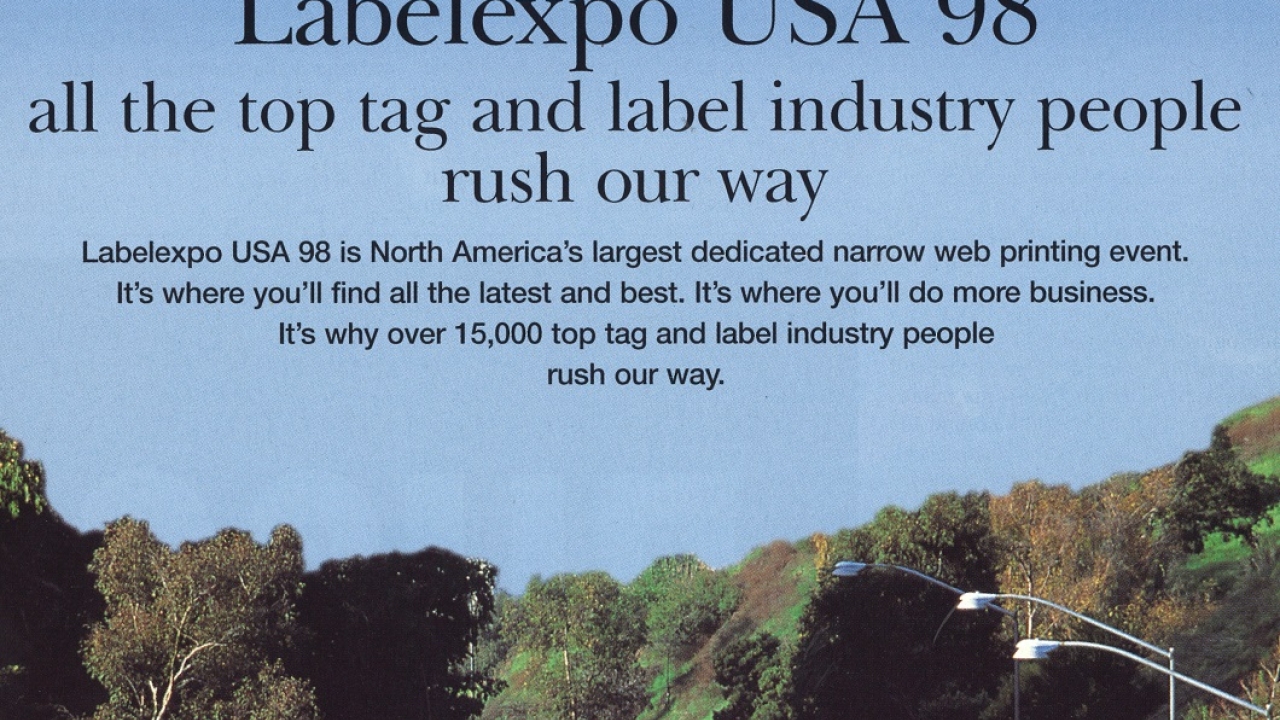 Labelexpo USA 98
all the top tag and label industry people
rush our way
Labelexpo USA 98 is North America's largest dedicated narrow web printing event.
It's where you'll find all the latest and best. It's where you'll do more business.
It's why over 15,000 top tag and label industry people
rush our way.